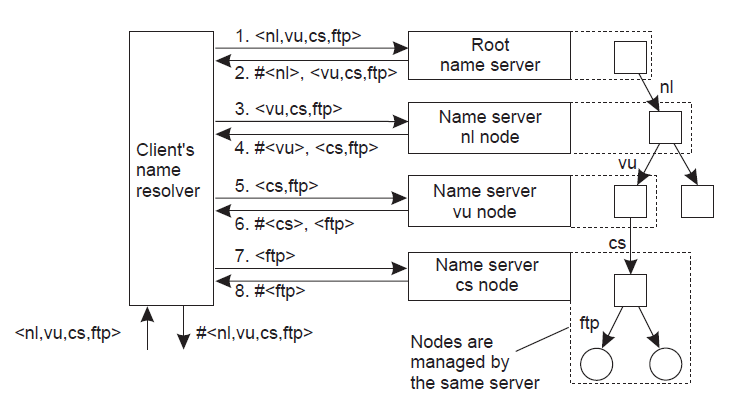 1. <nl,vu,cs,ftp>
2. #<nl>, <vu,cs,ftp>
Root
name server
nl
3. <vu,cs,ftp>
4. #<vu>, <cs,ftp>
Name server
nl node
vu
Client's
name
resolver
5. <cs,ftp>
6. #<cs>, <ftp>
Name server
vu node
cs
7. <ftp>
8. #<ftp>
Name server
cs node
ftp
<nl,vu,cs,ftp>
#<nl,vu,cs,ftp>
Nodes are
managed by
the same server